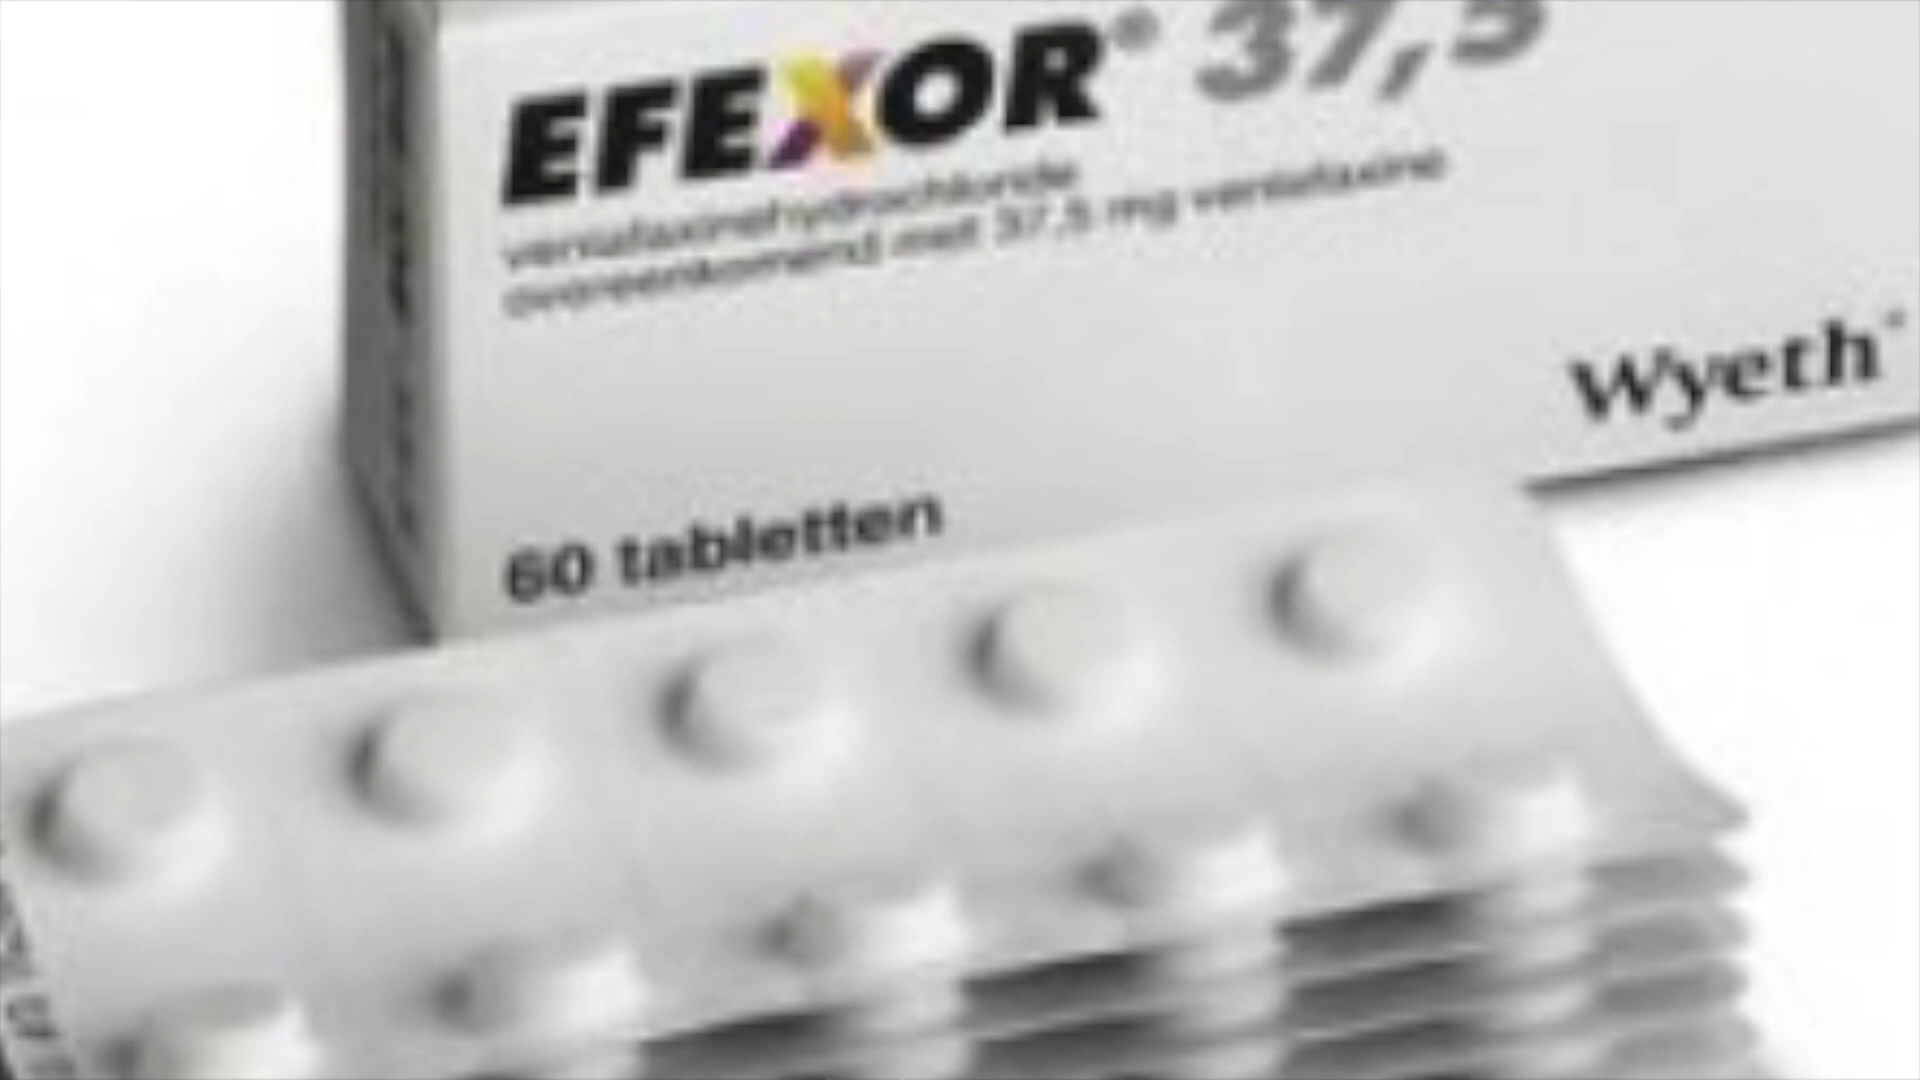 EFEXOR® 37,5
venlafaxinehydrochloride
overeenkomend met 37,5 mg venlafaxine
Wyeth®
60 tabletten